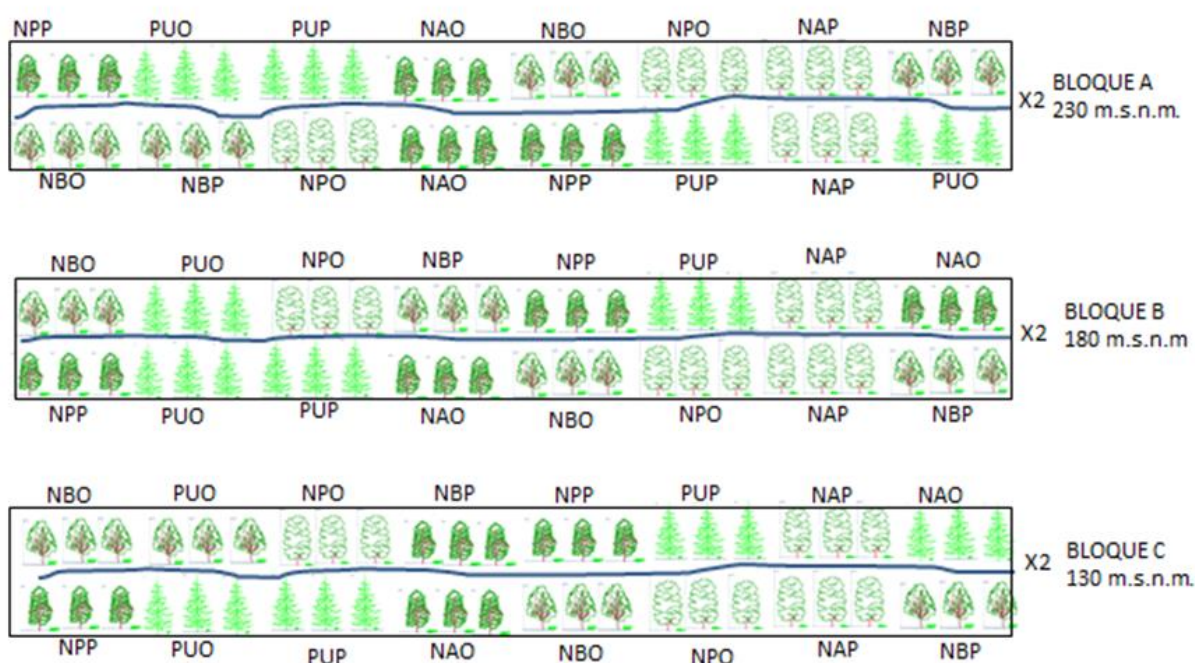 NPP PUO PUP NAO NBO NPO NAP NBP
X2 BLOQUE A
230 m.s.n.m.
NBO NBP NPO NAO NPP PUP NAP PUO
NBO PUO NPO NBP NPP PUP NAP NAO
X2 BLOQUE B
180 m.s.n.m
NPP PUO PUP NAO NBO NPO NAP NBP
NBO PUO NPO NBP NPP PUP NAP NAO
X2 BLOQUE C
130 m.s.n.m.
NPP PUO PUP NAO NBO NPO NAP NBP